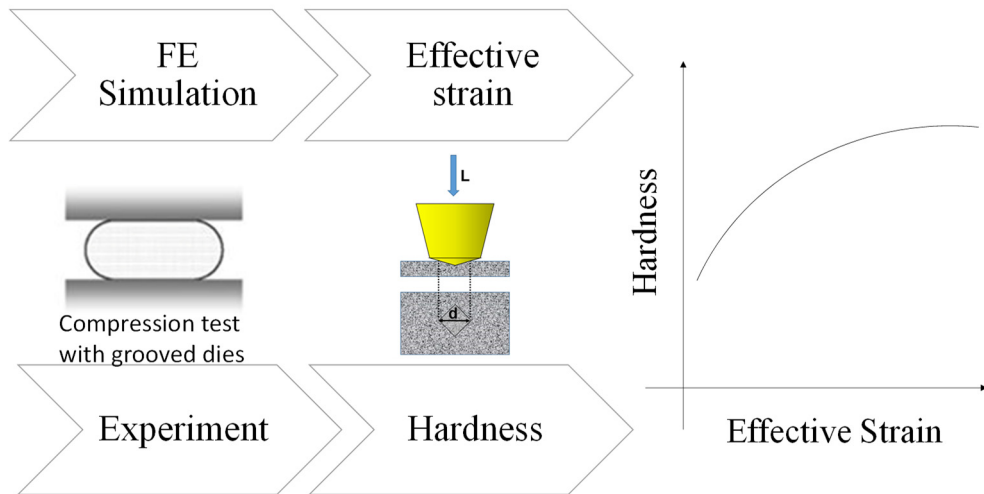 FE
Simulation
Effective
strain
L
d
Compression test
with grooved dies
Experiment
Hardness
Hardness
Effective Strain